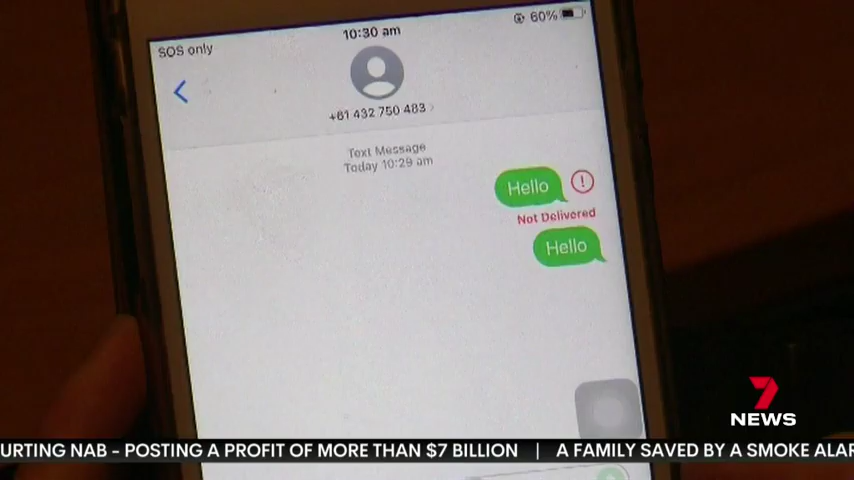 SOS only
10:30 am
60%
+61 432 750 483
Text Message
Today 10:29 am
Hello
Not Delivered
Hello
7
NEWS
URTING NAB - POSTING A PROFIT OF MORE THAN $7 BILLION | A FAMILY SAVED BY A SMOKE ALAR